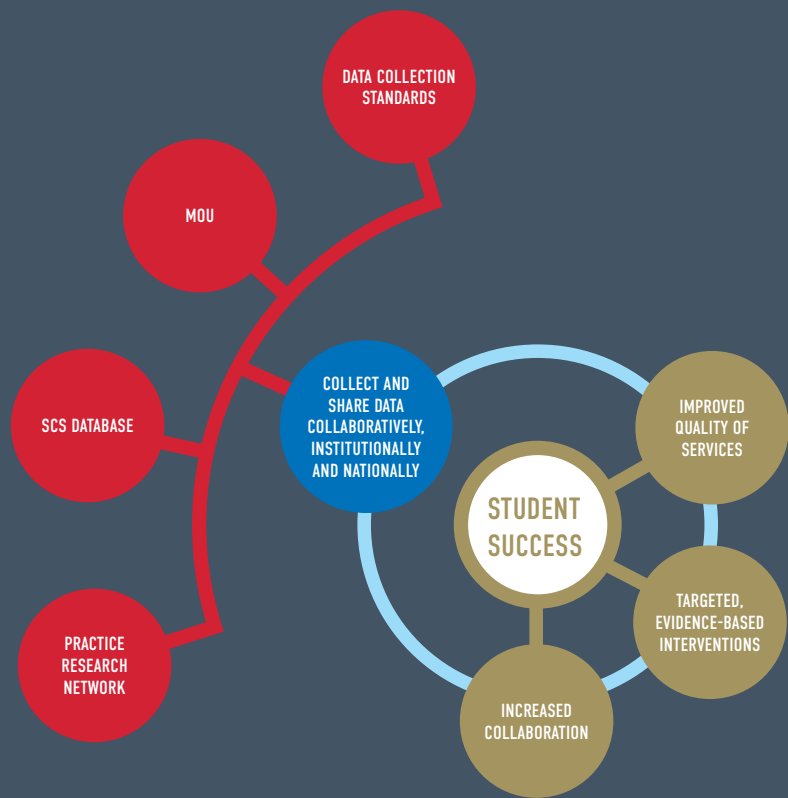 DATA COLLECTION
STANDARDS
MOU
SCS DATABASE
PRACTICE
RESEARCH
NETWORK
COLLECT AND
SHARE DATA
COLLABORATIVELY,
INSTITUTIONALLY
AND NATIONALLY
STUDENT
SUCCESS
IMPROVED
QUALITY OF
SERVICES
TARGETED,
EVIDENCE-BASED
INTERVENTIONS
INCREASED
COLLABORATION